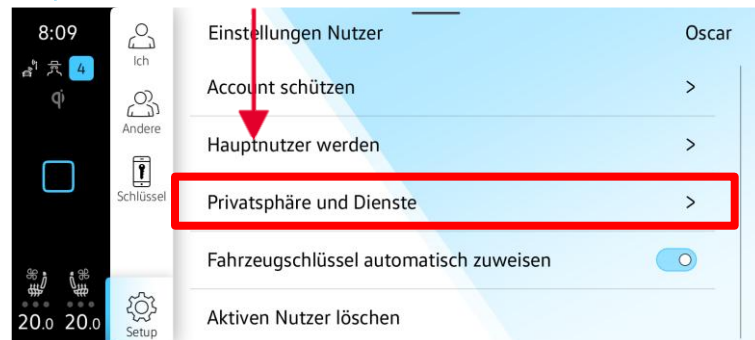 8:09
4
qi
20.0 20.0
Ich
Andere
Schlüssel
Setup
Einstellungen Nutzer Oscar
Account schützen >
Hauptnutzer werden >
Privatsphäre und Dienste >
Fahrzeugschlüssel automatisch zuweisen
Aktiven Nutzer löschen